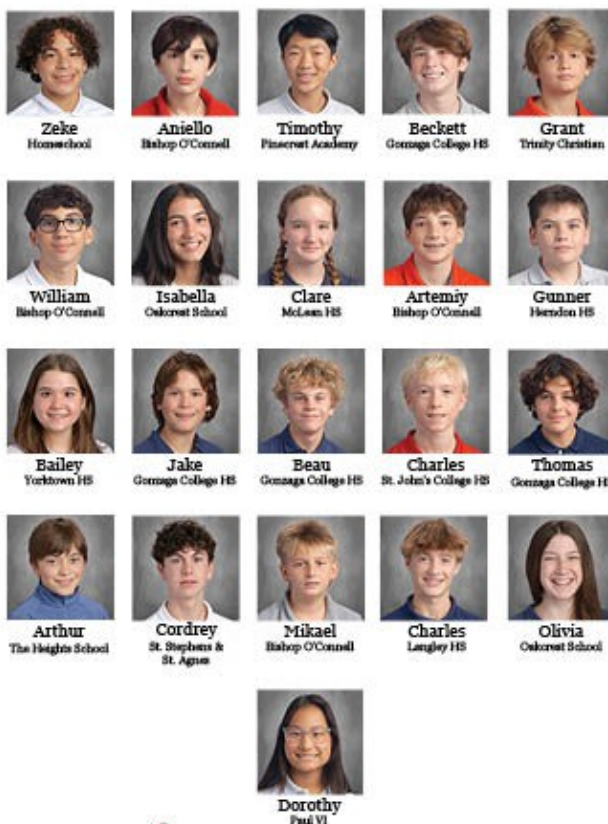 Zeke Aniello Timothy Beckett Grant
Homeschool Bishop O'Connell Pinecrest Academy Gonzaga College HS Trinity Christian
William Isabella Clare Artemiy Gunner
Bishop O'Connell Oakcrest School McLean HS Bishop O'Connell Herndon HS
Bailey Jake Beau Charles Thomas
Yorktown HS Gonzaga College HS Gonzaga College HS St. John's College HS Gonzaga College HS
Arthur Cordrey Mikael Charles Olivia
The Heights School St. Stephens & Bishop O'Connell Langley HS Oakcrest School
St. Agnes
Dorothy
Paul VI